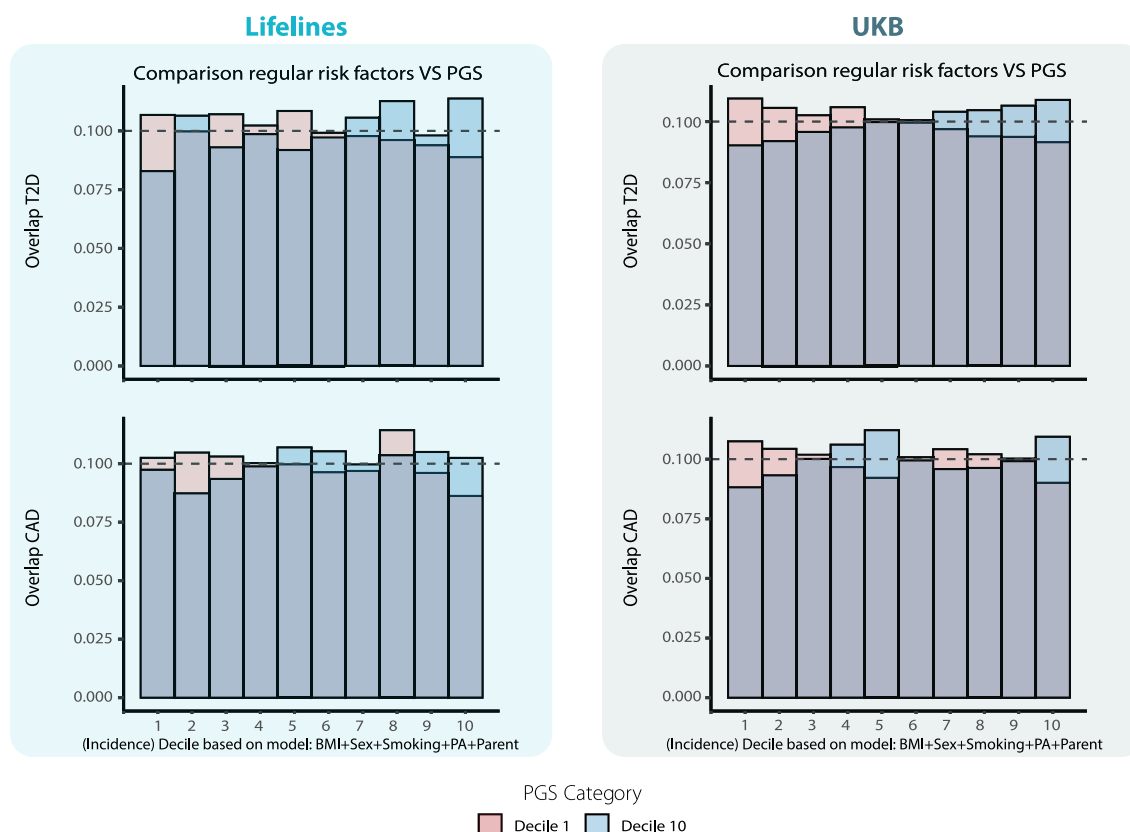 Lifelines
Comparison regular risk factors VS PGS
Overlap T2D
0.100
0.075
0.050
0.025
0.000
Overlap CAD
0.100
0.075
0.050
0.025
0.000
1 2 3 4 5 6 7 8 9 10
(Incidence) Decile based on model: BMI+Sex+Smoking+PA+Parent
UKB
Comparison regular risk factors VS PGS
Overlap T2D
0.100
0.075
0.050
0.025
0.000
Overlap CAD
0.100
0.075
0.050
0.025
0.000
1 2 3 4 5 6 7 8 9 10
(Incidence) Decile based on model: BMI+Sex+Smoking+PA+Parent
PGS Category
Decile 1 Decile 10